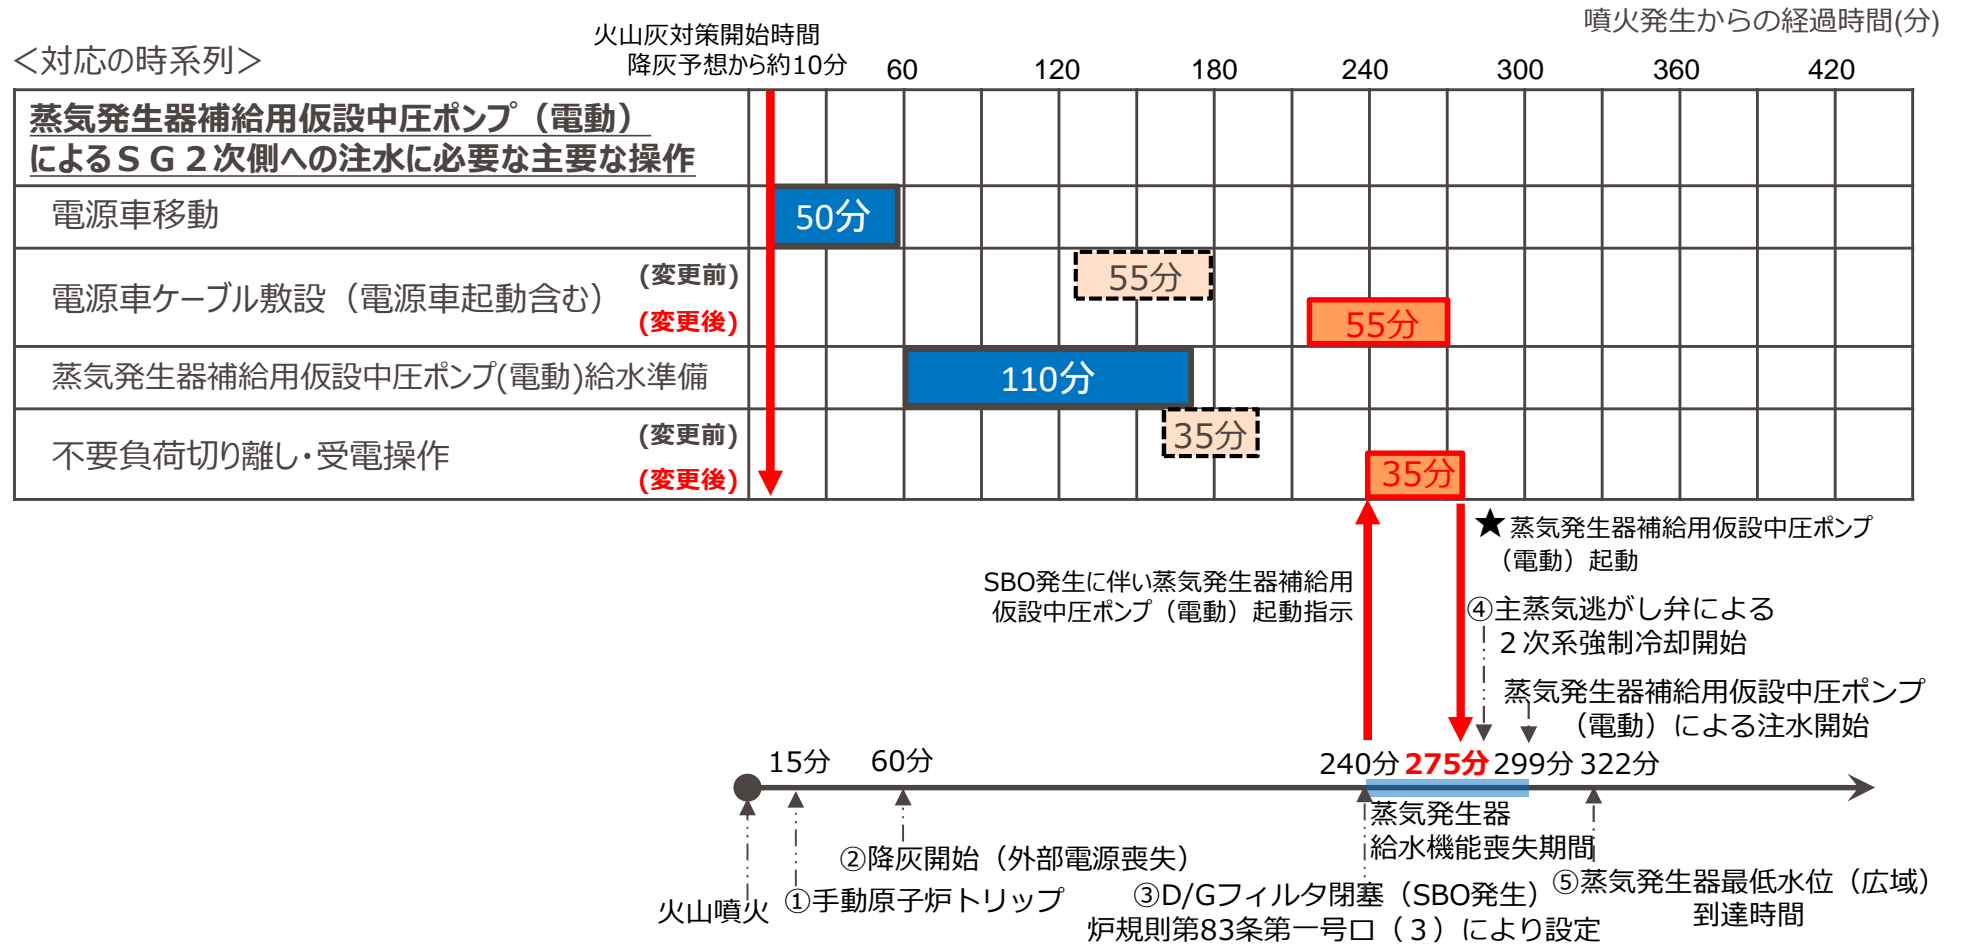 噴火発生からの経過時間(分)
火山灰対策開始時間
降灰予想から約10分
＜対応の時系列＞
60 120 180 240 300 360 420
蒸気発生器補給用仮設中圧ポンプ（電動）
によるＳＧ２次側への注水に必要な主要な操作
電源車移動
50分
電源車ケーブル敷設（電源車起動含む）
(変更前)
55分
(変更後)
55分
蒸気発生器補給用仮設中圧ポンプ(電動)給水準備
110分
不要負荷切り離し・受電操作
(変更前)
35分
(変更後)
35分
★蒸気発生器補給用仮設中圧ポンプ
（電動）起動
SBO発生に伴い蒸気発生器補給用
仮設中圧ポンプ（電動）起動指示
④主蒸気逃がし弁による
２次系強制冷却開始
蒸気発生器補給用仮設中圧ポンプ
（電動）による注水開始
15分 60分 240分 275分 299分 322分
蒸気発生器
給水機能喪失期間
②降灰開始（外部電源喪失）
①手動原子炉トリップ
火山噴火
③D/Gフィルタ閉塞（SBO発生）
炉規則第83条第一号ロ（３）により設定
⑤蒸気発生器最低水位（広域）
到達時間